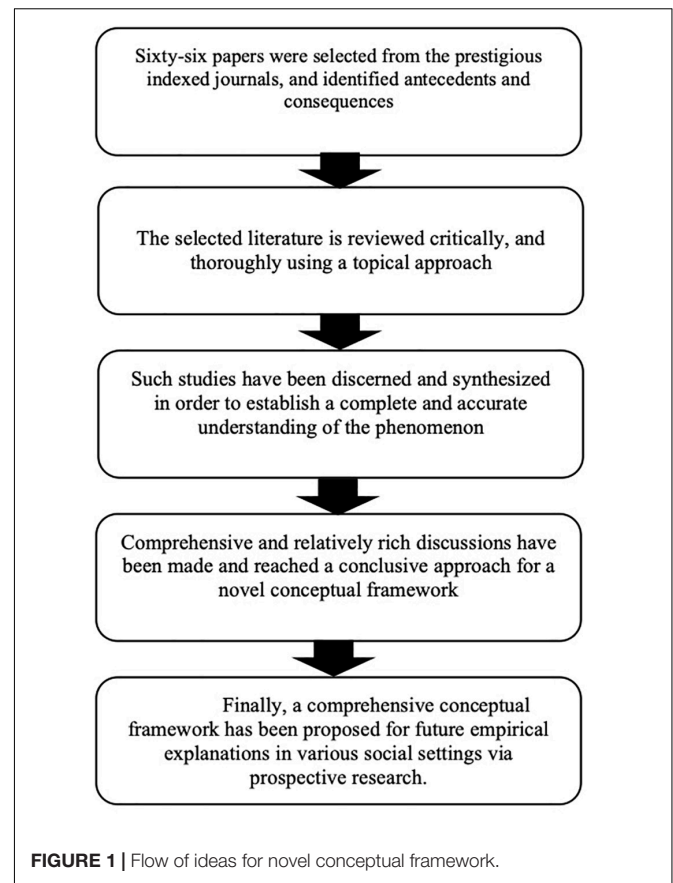 Sixty-six papers were selected from the prestigious
indexed journals, and identified antecedents and
consequences
The selected literature is reviewed critically, and
thoroughly using a topical approach
Such studies have been discerned and synthesized
in order to establish a complete and accurate
understanding of the phenomenon
Comprehensive and relatively rich discussions have
been made and reached a conclusive approach for a
novel conceptual framework
Finally, a comprehensive conceptual
framework has been proposed for future empirical
explanations in various social settings via
prospective research.
FIGURE 1 | Flow of ideas for novel conceptual framework.